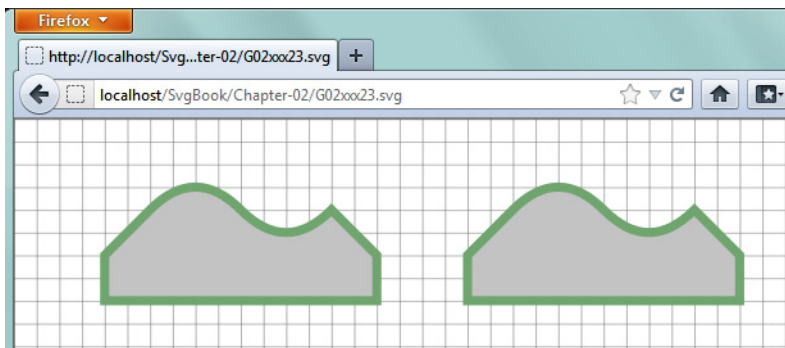 Firefox
http://localhost/Svg...ter-02/G02xxx23.svg
localhost/SvgBook/Chapter-02/G02xxx23.svg